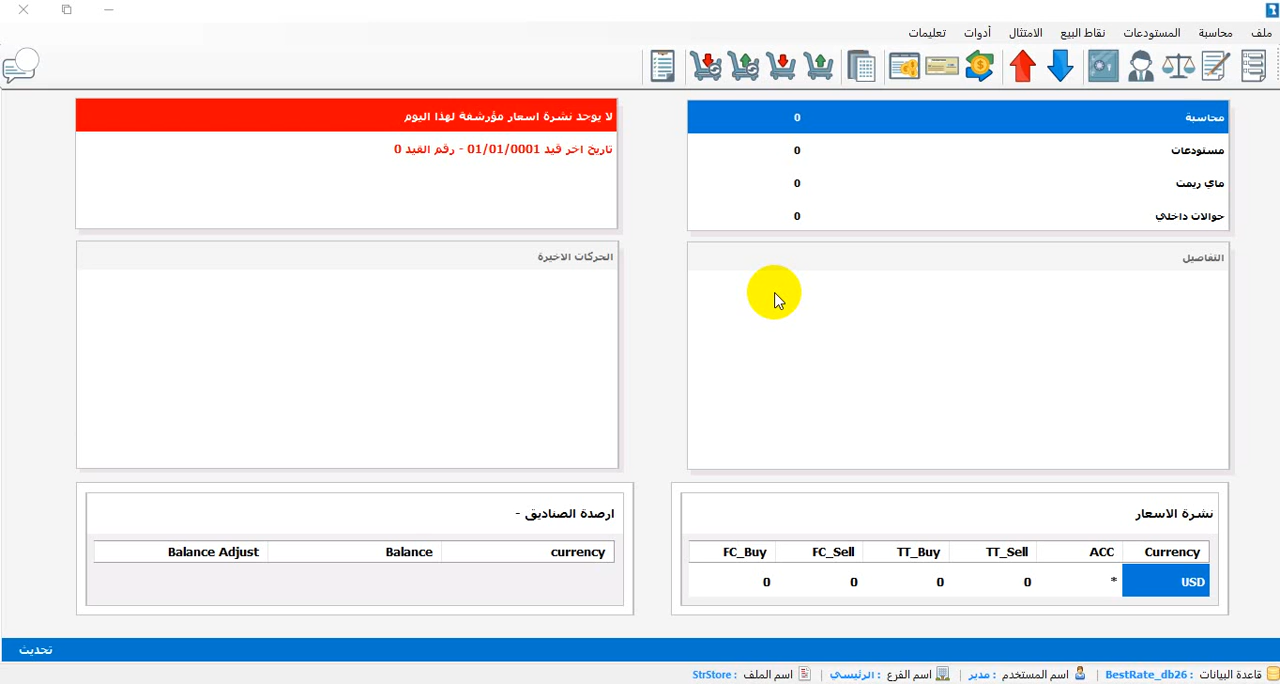 ملف محاسبة المستودعات نقاط البيع الامتثال أدوات تعليمات
محاسبة 0
مستودعات 0
ماي ريمت 0
حوالات داخلي 0
لا يوجد نشرة اسعار مؤرشفة لهذا اليوم
تاريخ اخر قيد 01/01/0001 - رقم القيد 0
التفاصيل
الحركات الاخيرة
نشرة الاسعار
Currency ACC TT_Sell TT_Buy FC_Sell FC_Buy
USD * 0 0 0 0
ارصدة الصناديق -
currency Balance Balance Adjust
تحديث
قاعدة البيانات : BestRate_db26 | اسم المستخدم : مدير | اسم الفرع : الرئيسي | اسم الملف : StrStore